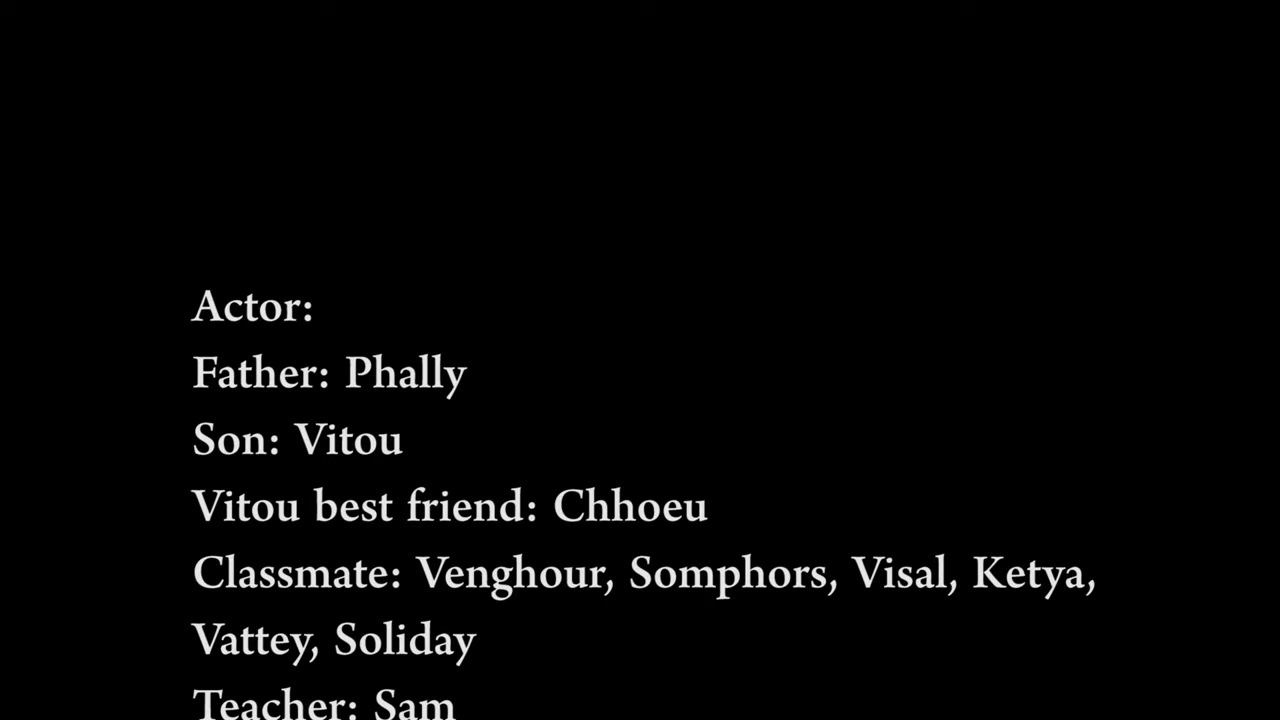 Actor:
Father: Phally
Son: Vitou
Vitou best friend: Chhoeu
Classmate: Venghour, Somphors, Visal, Ketya,
Vattey, Soliday
Teacher: Sam